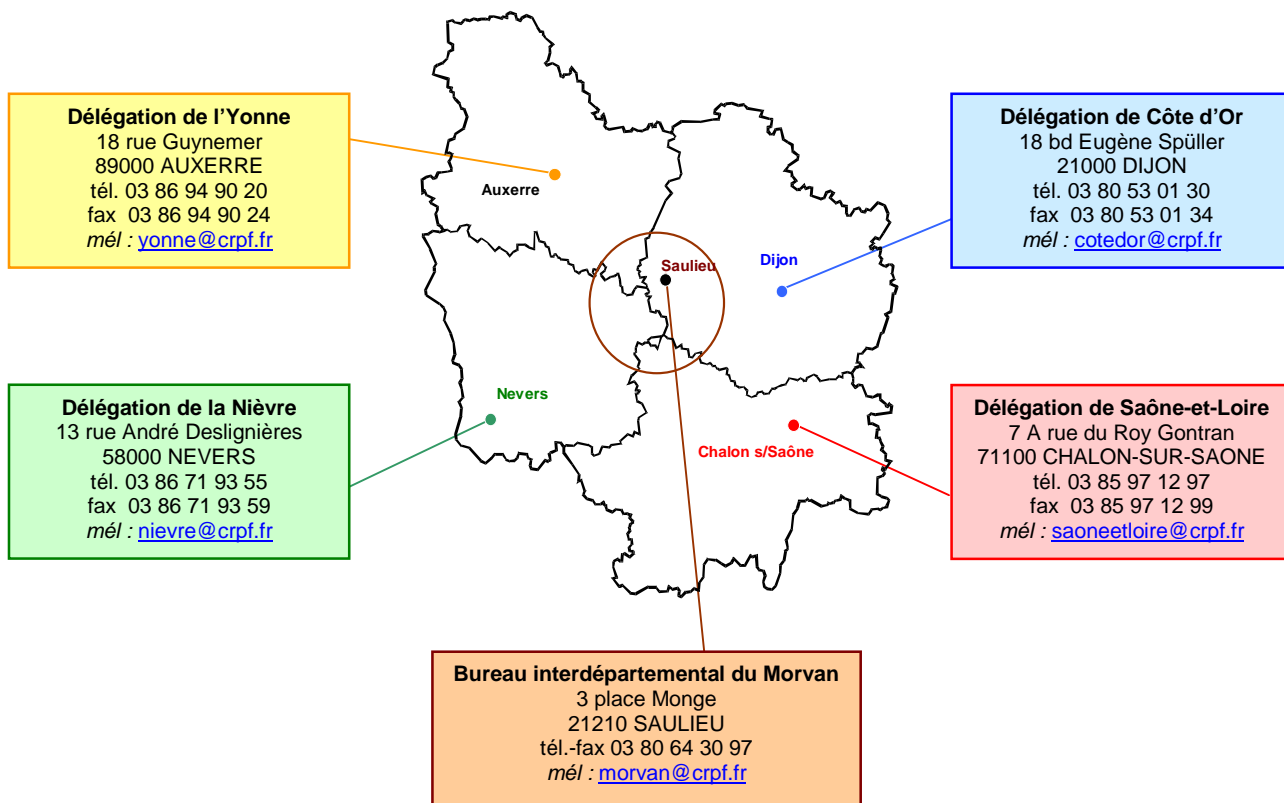 Délégation de l'Yonne
18 rue Guynemer
89000 AUXERRE
tél. 03 86 94 90 20
fax 03 86 94 90 24
mél : yonne@crpf.fr
Délégation de Côte d'Or
18 bd Eugène Spüller
21000 DIJON
tél. 03 80 53 01 30
fax 03 80 53 01 34
mél : cotedor@crpf.fr
Auxerre
Saulieu
Dijon
Nevers
Chalon s/Saône
Délégation de la Nièvre
13 rue André Deslignières
58000 NEVERS
tél. 03 86 71 93 55
fax 03 86 71 93 59
mél : nievre@crpf.fr
Délégation de Saône-et-Loire
7 A rue du Roy Gontran
71100 CHALON-SUR-SAONE
tél. 03 85 97 12 97
fax 03 85 97 12 99
mél : saoneetloire@crpf.fr
Bureau interdépartemental du Morvan
3 place Monge
21210 SAULIEU
tél.-fax 03 80 64 30 97
mél : morvan@crpf.fr